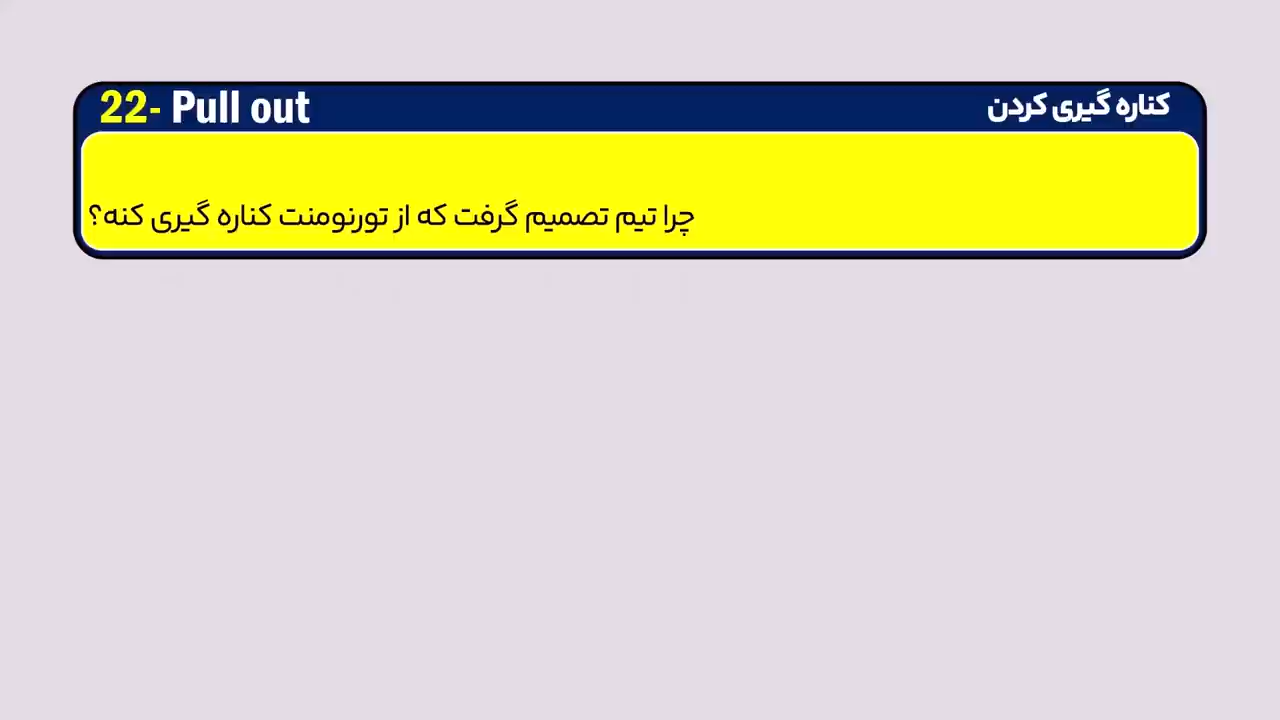 22- Pull out
کناره گیری کردن
چرا تیم تصمیم گرفت که از تورنومنت کناره گیری کنه؟